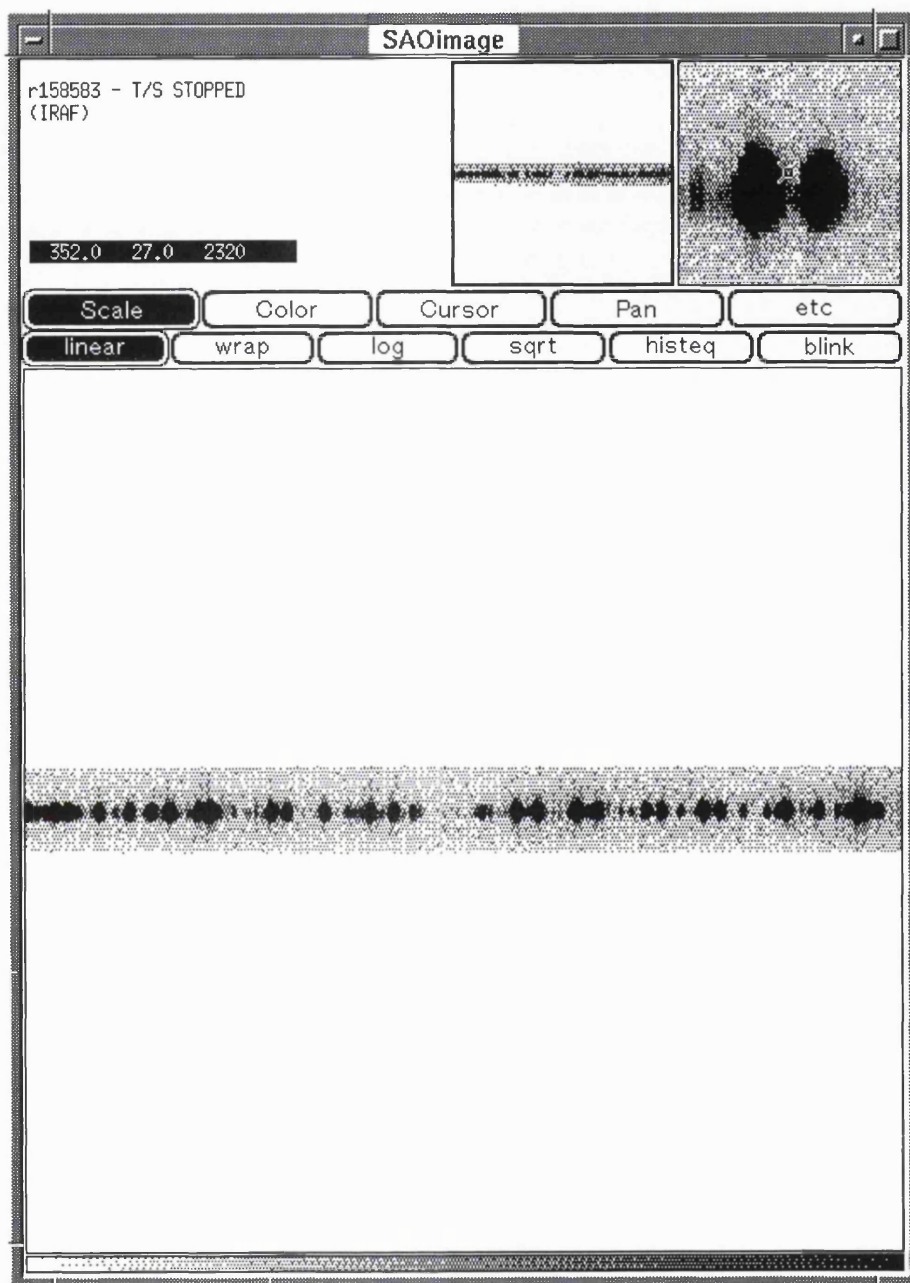 SAOimage
r158583 - T/S STOPPED
(IRAF)
352.0 27.0 2320
Scale Color Cursor Pan etc
linear wrap log sqrt histeq blink